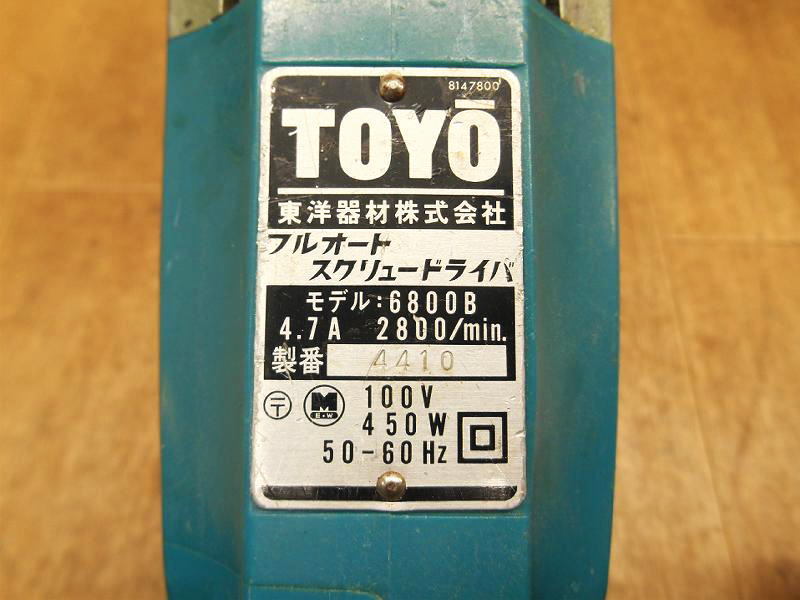 8147800
TOYŌ
東洋器材株式会社
フルオート
スクリュードライバ
モデル:6800B
4.7A 2800/min.
製番 4410
〒 M E.W 100V
450W
50-60Hz